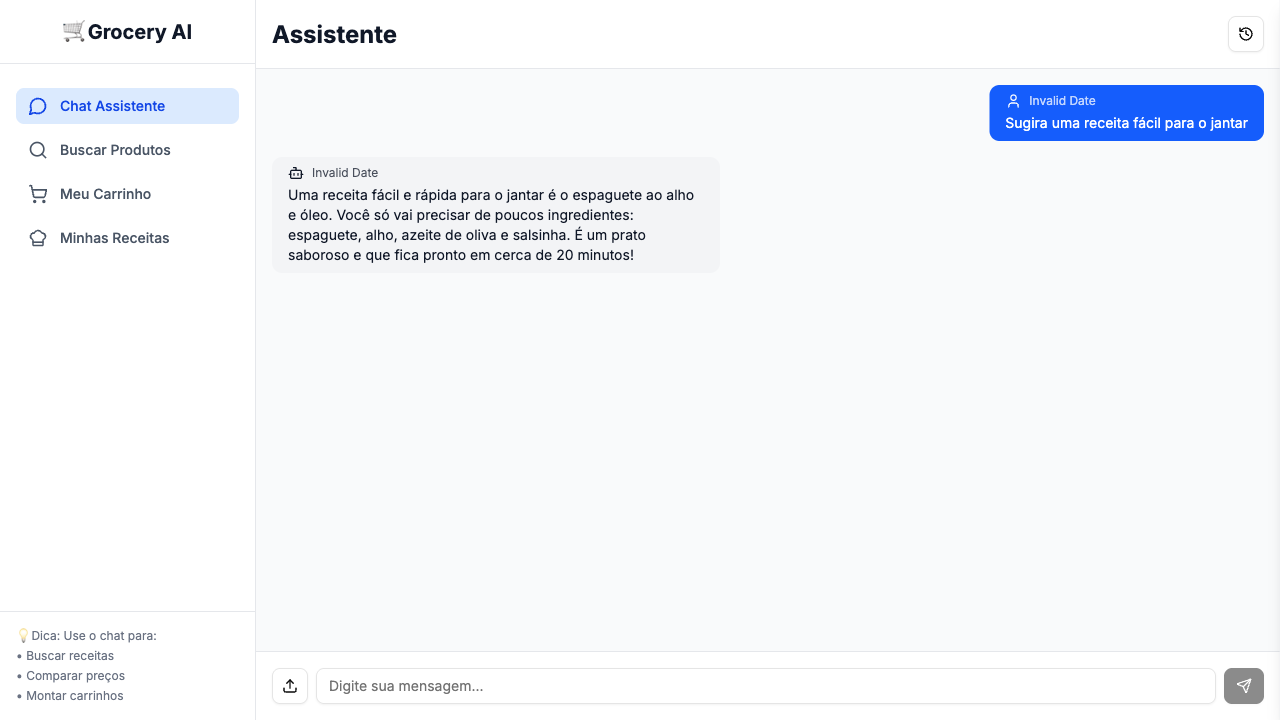 🛒Grocery AI
Chat Assistente
Buscar Produtos
Meu Carrinho
Minhas Receitas
💡Dica: Use o chat para:
• Buscar receitas
• Comparar preços
• Montar carrinhos
Assistente
Invalid Date
Sugira uma receita fácil para o jantar
Invalid Date
Uma receita fácil e rápida para o jantar é o espaguete ao alho
e óleo. Você só vai precisar de poucos ingredientes:
espaguete, alho, azeite de oliva e salsinha. É um prato
saboroso e que fica pronto em cerca de 20 minutos!
Digite sua mensagem...